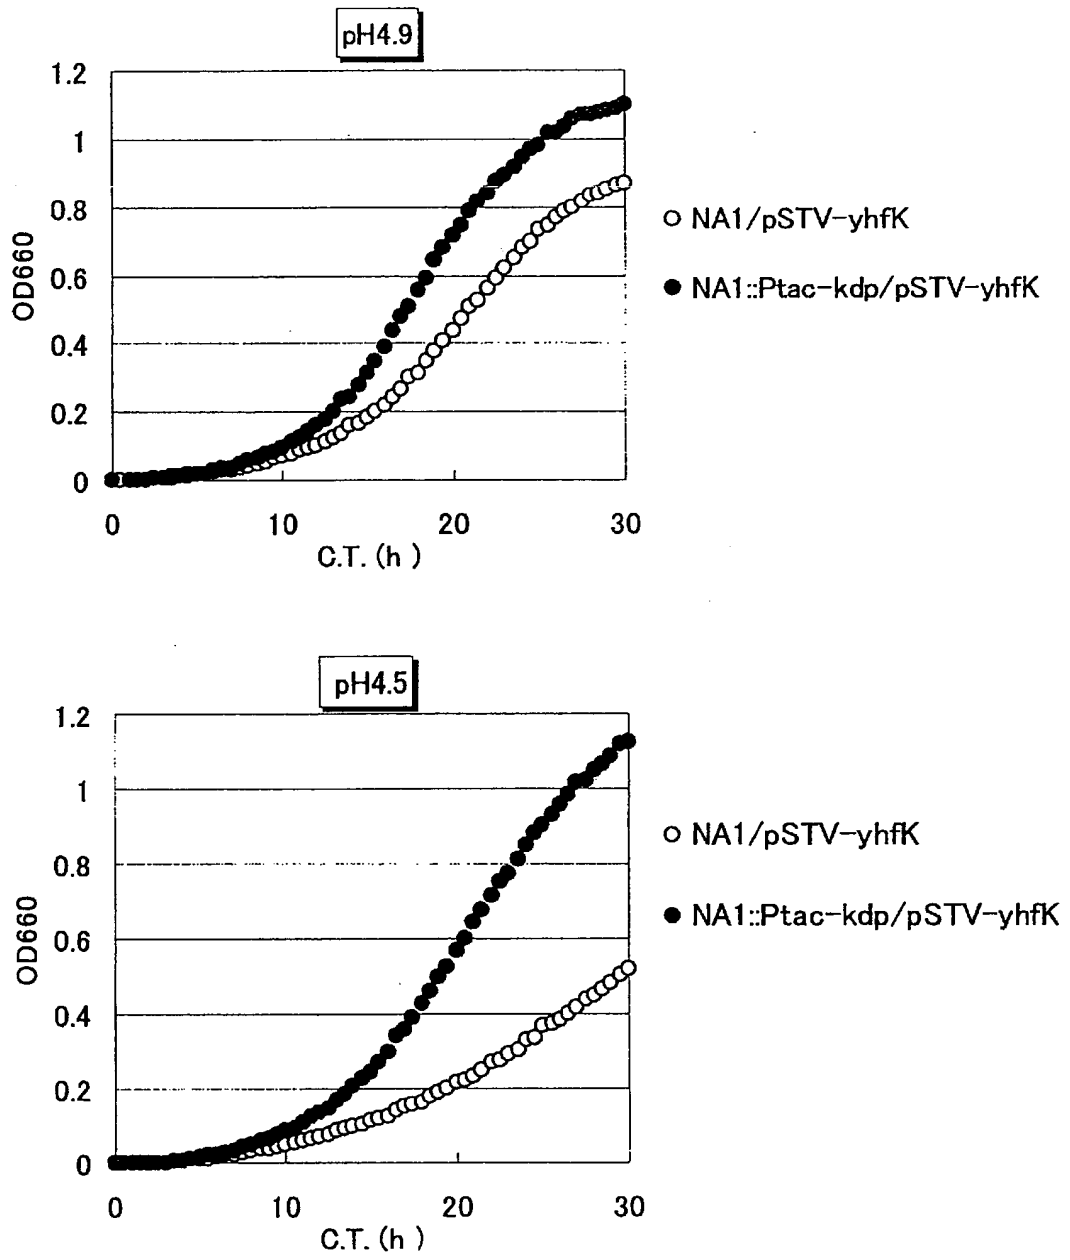 pH4.9
1.2
1
0.8
0.6
0.4
0.2
0
OD660
0 10 20 30
C.T. (h )
NA1/pSTV-yhfK
NA1::Ptac-kdp/pSTV-yhfK
pH4.5
1.2
1
0.8
0.6
0.4
0.2
0
OD660
0 10 20 30
C.T. (h )
NA1/pSTV-yhfK
NA1::Ptac-kdp/pSTV-yhfK